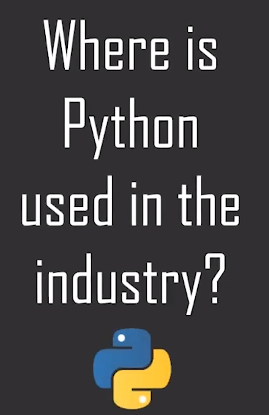 Where is
Python
used in the
industry?